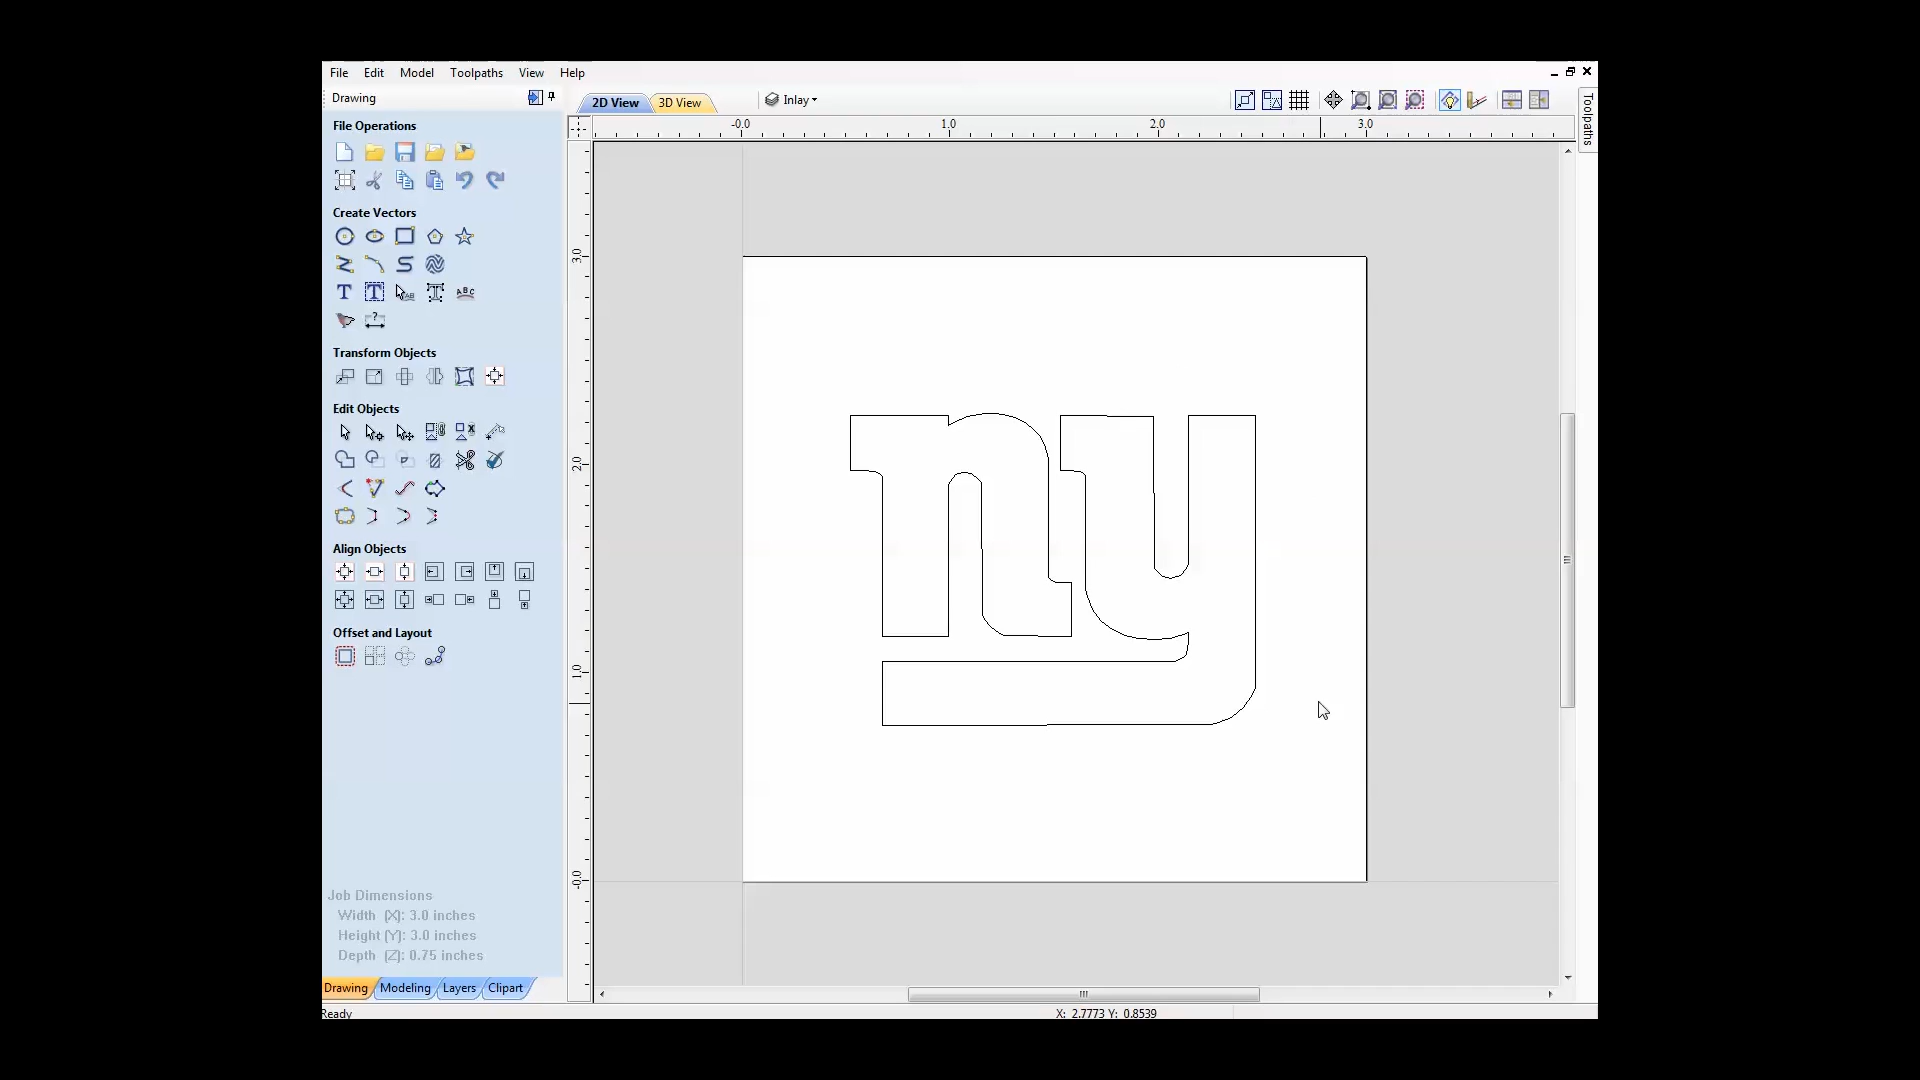 File Edit Model Toolpaths View Help
Drawing
2D View 3D View Inlay
Toolpaths
-0.0 1.0 2.0 3.0
File Operations
Create Vectors
3.0
Transform Objects
Edit Objects
2.0
Align Objects
Offset and Layout
1.0
-0.0
ny
Job Dimensions
Width (X): 3.0 inches
Height (Y): 3.0 inches
Depth (Z): 0.75 inches
Drawing Modeling Layers Clipart
Ready X: 2.7773 Y: 0.8539